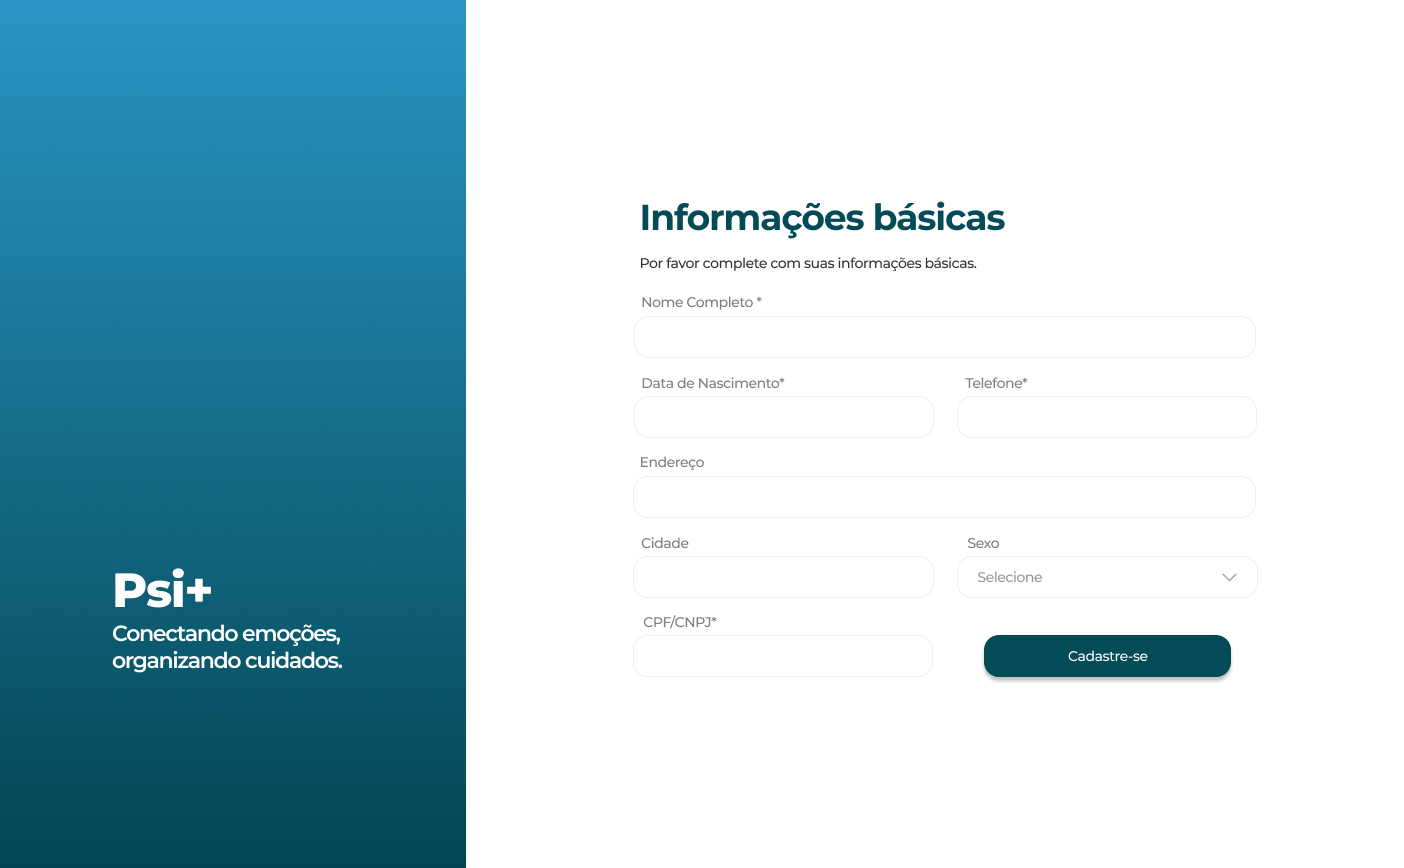 Psi+
Conectando emoções,
organizando cuidados.
Informações básicas
Por favor complete com suas informações básicas.
Nome Completo *
Data de Nascimento*
Telefone*
Endereço
Cidade
Sexo
Selecione
CPF/CNPJ*
Cadastre-se